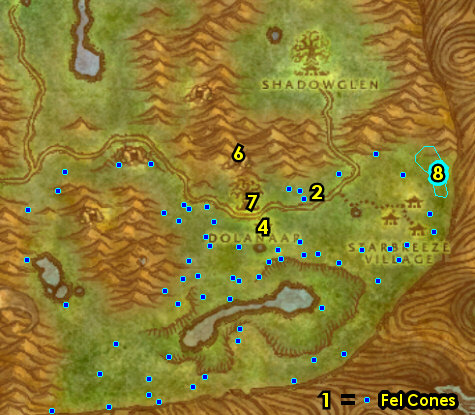 SHADOWGLEN
6
8
2
7
4
DOLANAAR
STARBREEZE
VILLAGE
1 = Fel Cones